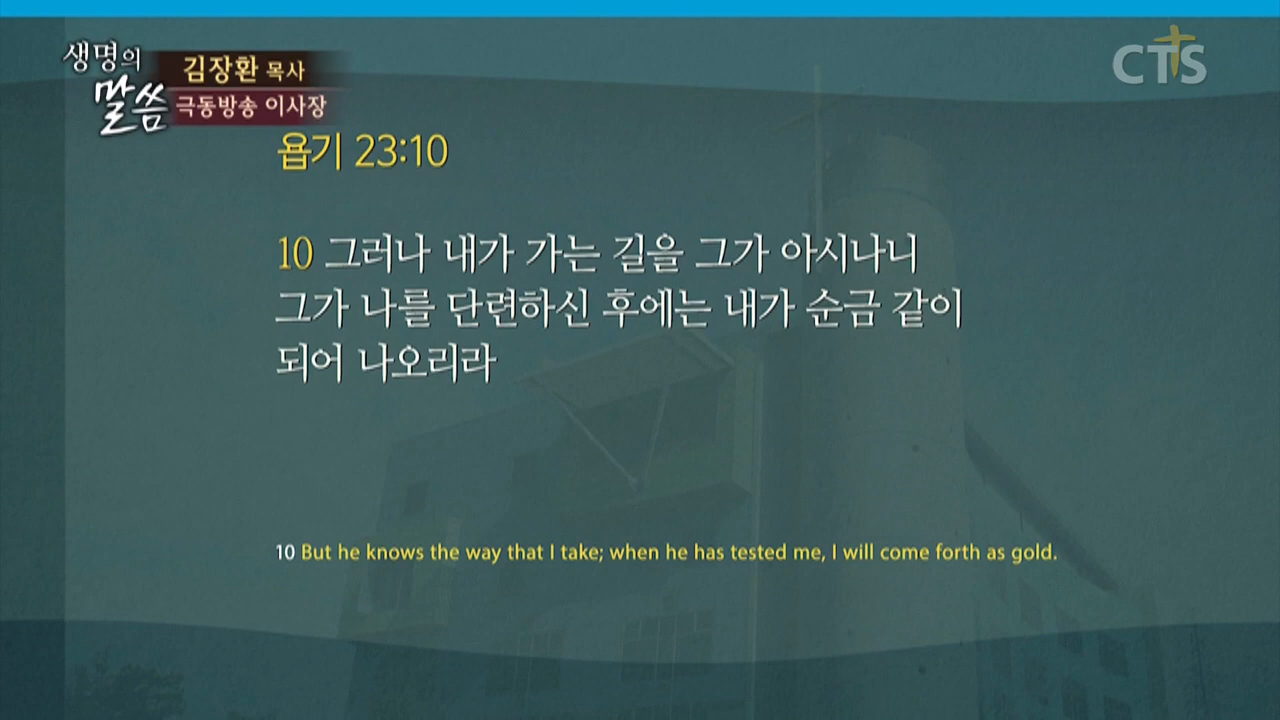 생명의
말씀
김장환 목사
극동방송 이사장
CTS
욥기 23:10
10 그러나 내가 가는 길을 그가 아시나니
그가 나를 단련하신 후에는 내가 순금 같이
되어 나오리라
10 But he knows the way that I take; when he has tested me, I will come forth as gold.